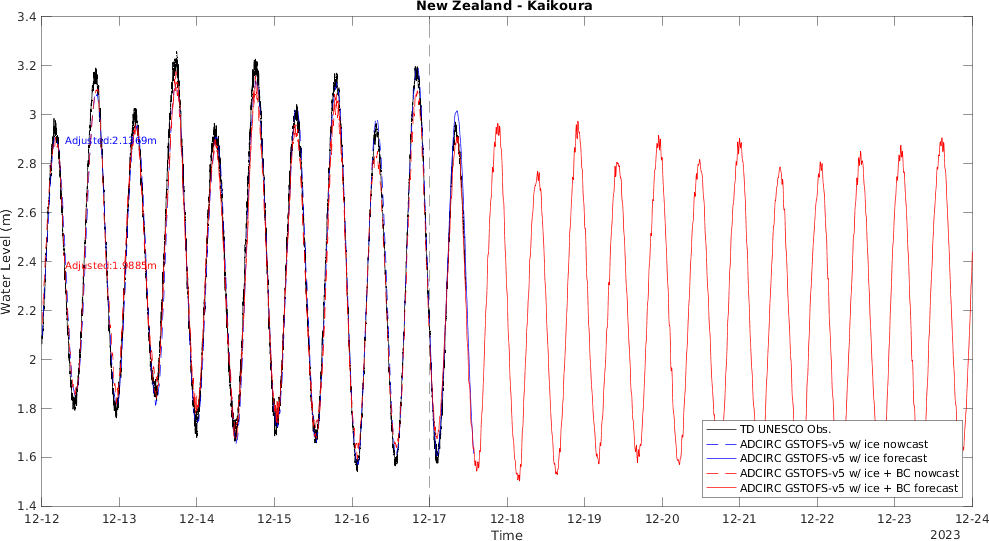 New Zealand - Kaikoura
3.4
3.2
3
2.8
2.6
2.4
2.2
2
1.8
1.6
1.4
Water Level (m)
Adjusted:2.1369m
Adjusted:1.9885m
TD UNESCO Obs.
ADCIRC GSTOFS-v5 w/ ice nowcast
ADCIRC GSTOFS-v5 w/ ice forecast
ADCIRC GSTOFS-v5 w/ ice + BC nowcast
ADCIRC GSTOFS-v5 w/ ice + BC forecast
12-12 12-13 12-14 12-15 12-16 12-17 12-18 12-19 12-20 12-21 12-22 12-23 12-24
Time
2023